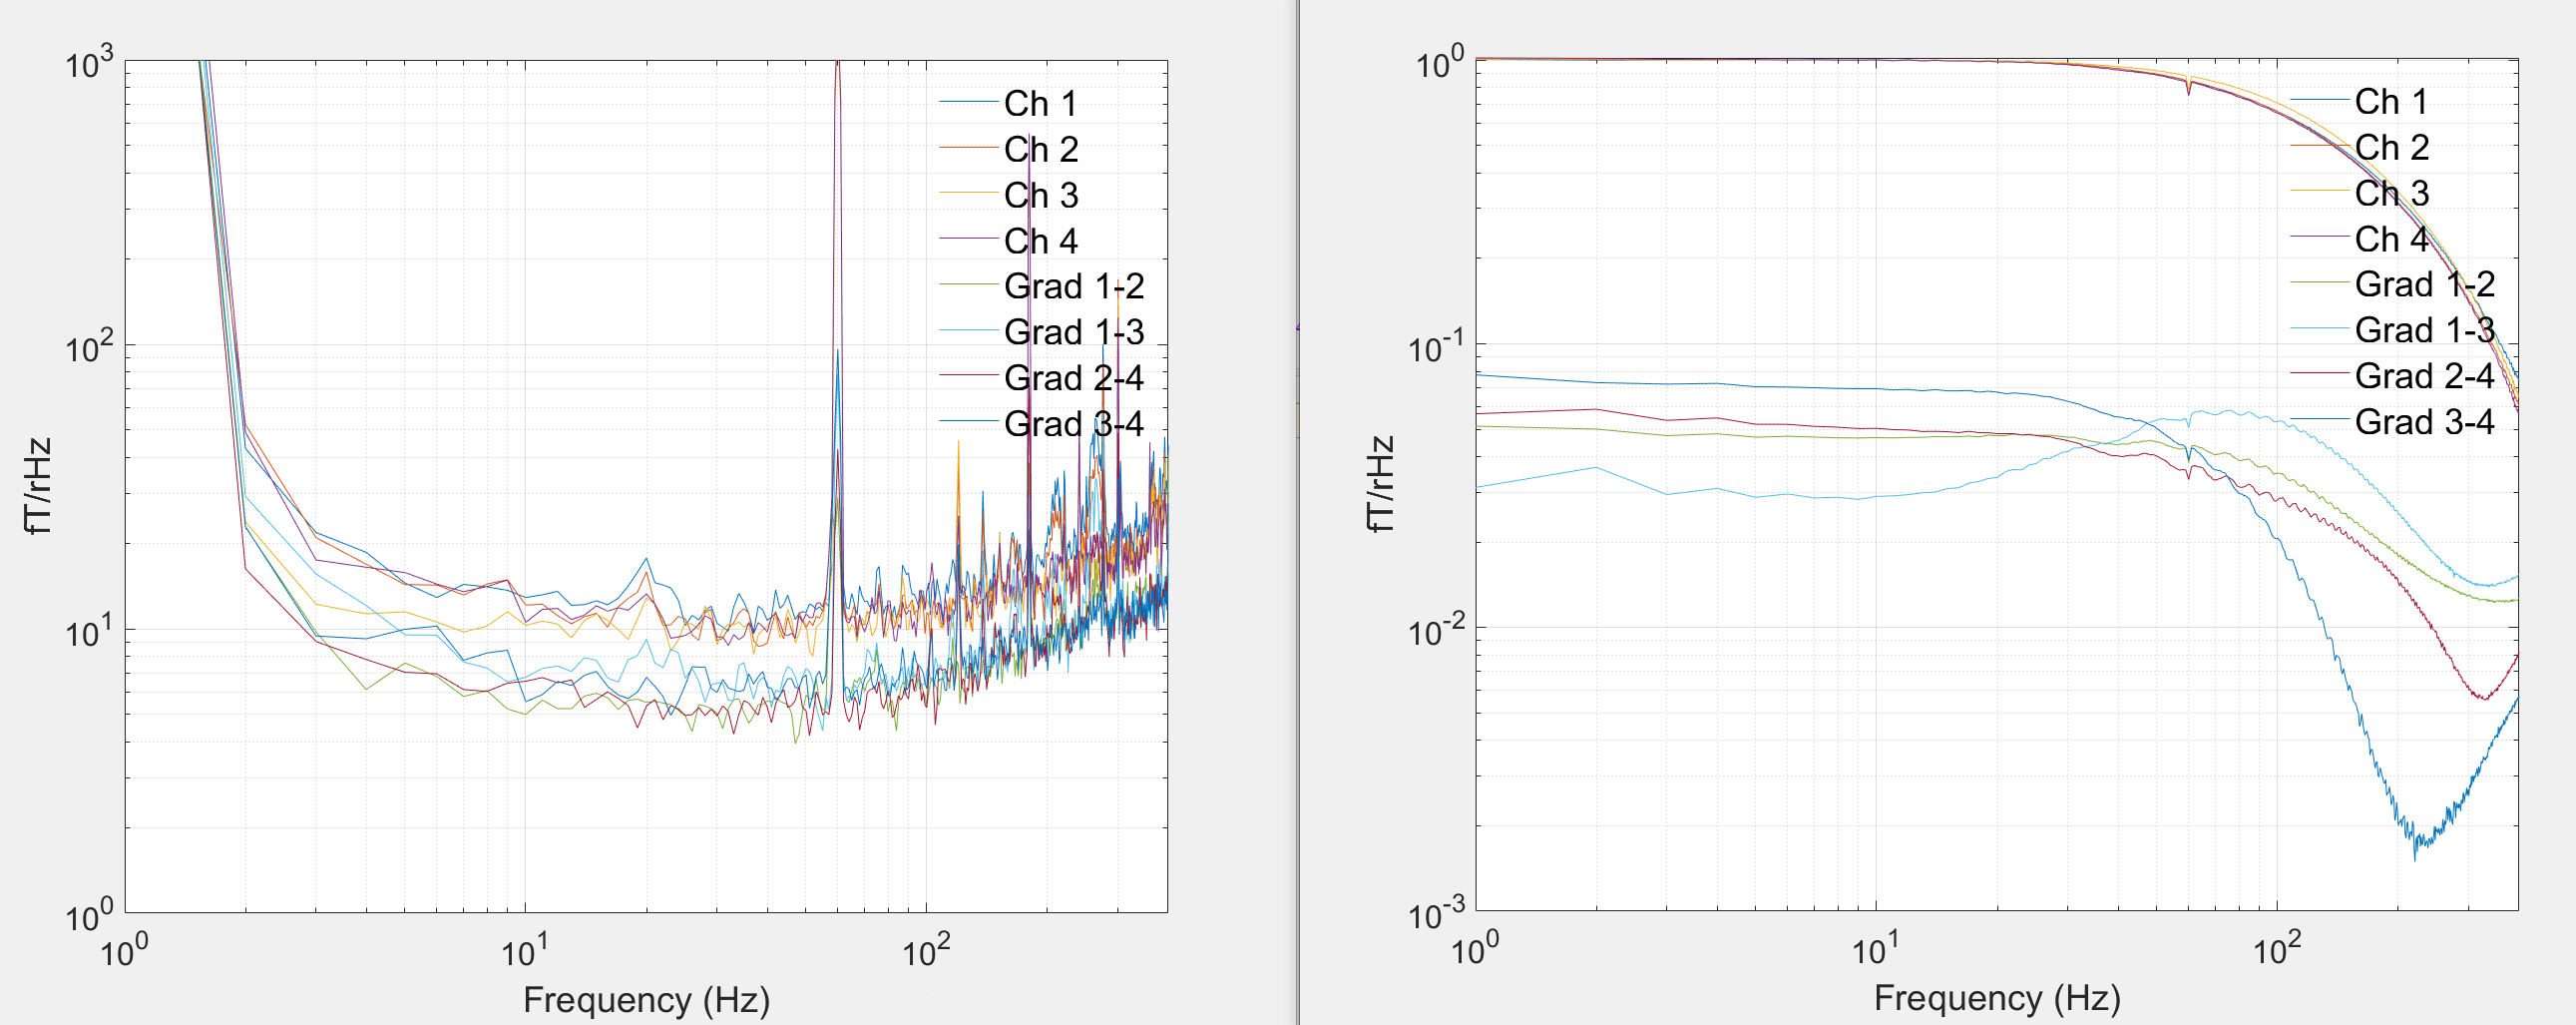 10^3
10^2
10^1
10^0
fT/rHz
Ch 1
Ch 2
Ch 3
Ch 4
Grad 1-2
Grad 1-3
Grad 2-4
Grad 3-4
10^0
10^1
10^2
Frequency (Hz)
10^0
10^-1
10^-2
10^-3
fT/rHz
Ch 1
Ch 2
Ch 3
Ch 4
Grad 1-2
Grad 1-3
Grad 2-4
Grad 3-4
10^0
10^1
10^2
Frequency (Hz)